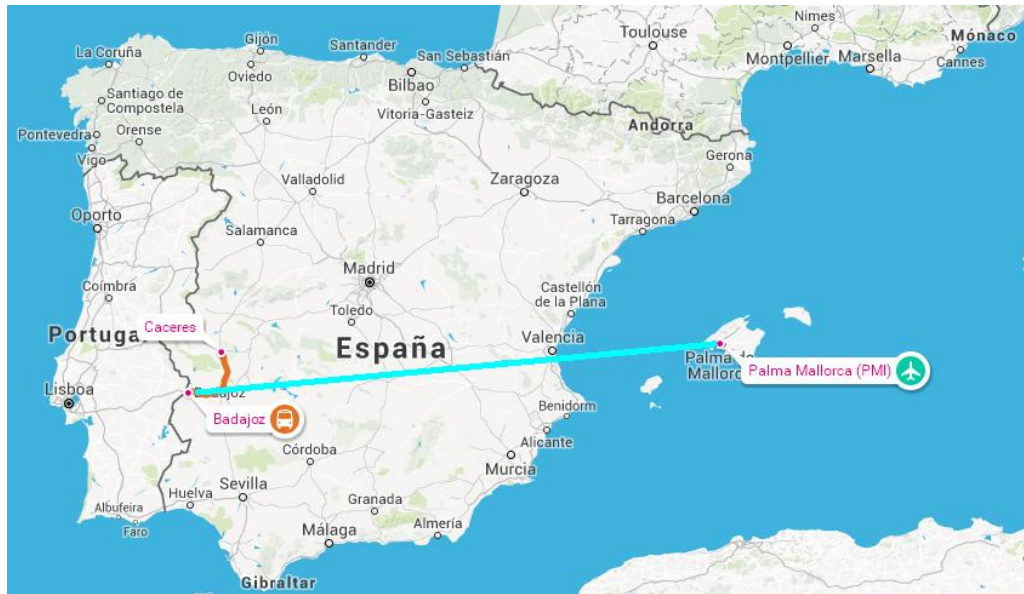 Nimes
Mónaco
Toulouse
La Coruña
Gijón
Santander
San Sebastián
Montpellier
Marsella
Cannes
Oviedo
Bilbao
Santiago de
Compostela
León
Vitoria-Gasteiz
Pontevedra
Orense
Andorra
Vigo
Gerona
Valladolid
Zaragoza
Barcelona
Oporto
Tarragona
Salamanca
Madrid
Coímbra
Castellón
de la Plana
Toledo
Caceres
Portugal
España
Valencia
Palma de
Mallorca
Palma Mallorca (PMI)
Lisboa
Badajoz
Badajoz
Benidorm
Alicante
Córdoba
Murcia
Huelva
Sevilla
Albufeira
Granada
Faro
Málaga
Almería
Gibraltar